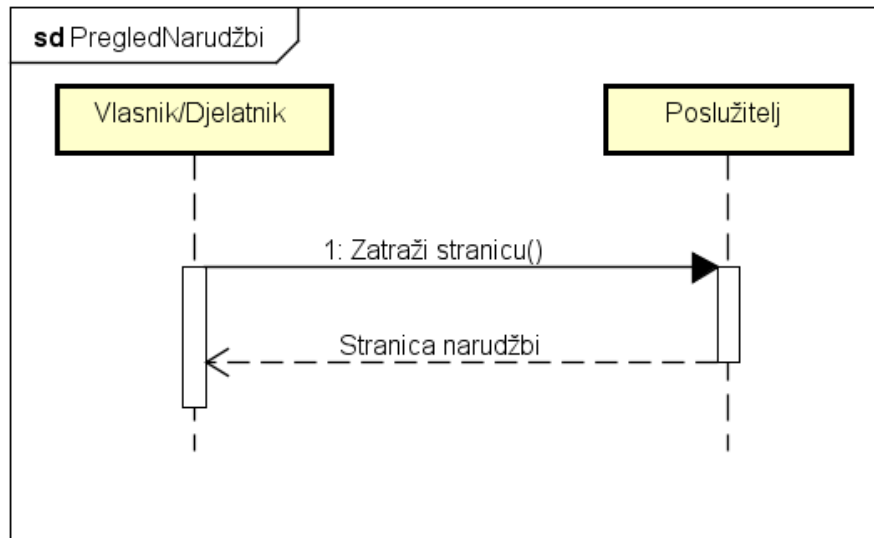 sd PregledNarudžbi
Vlasnik/Djelatnik
Poslužitelj
1: Zatraži stranicu()
Stranica narudžbi